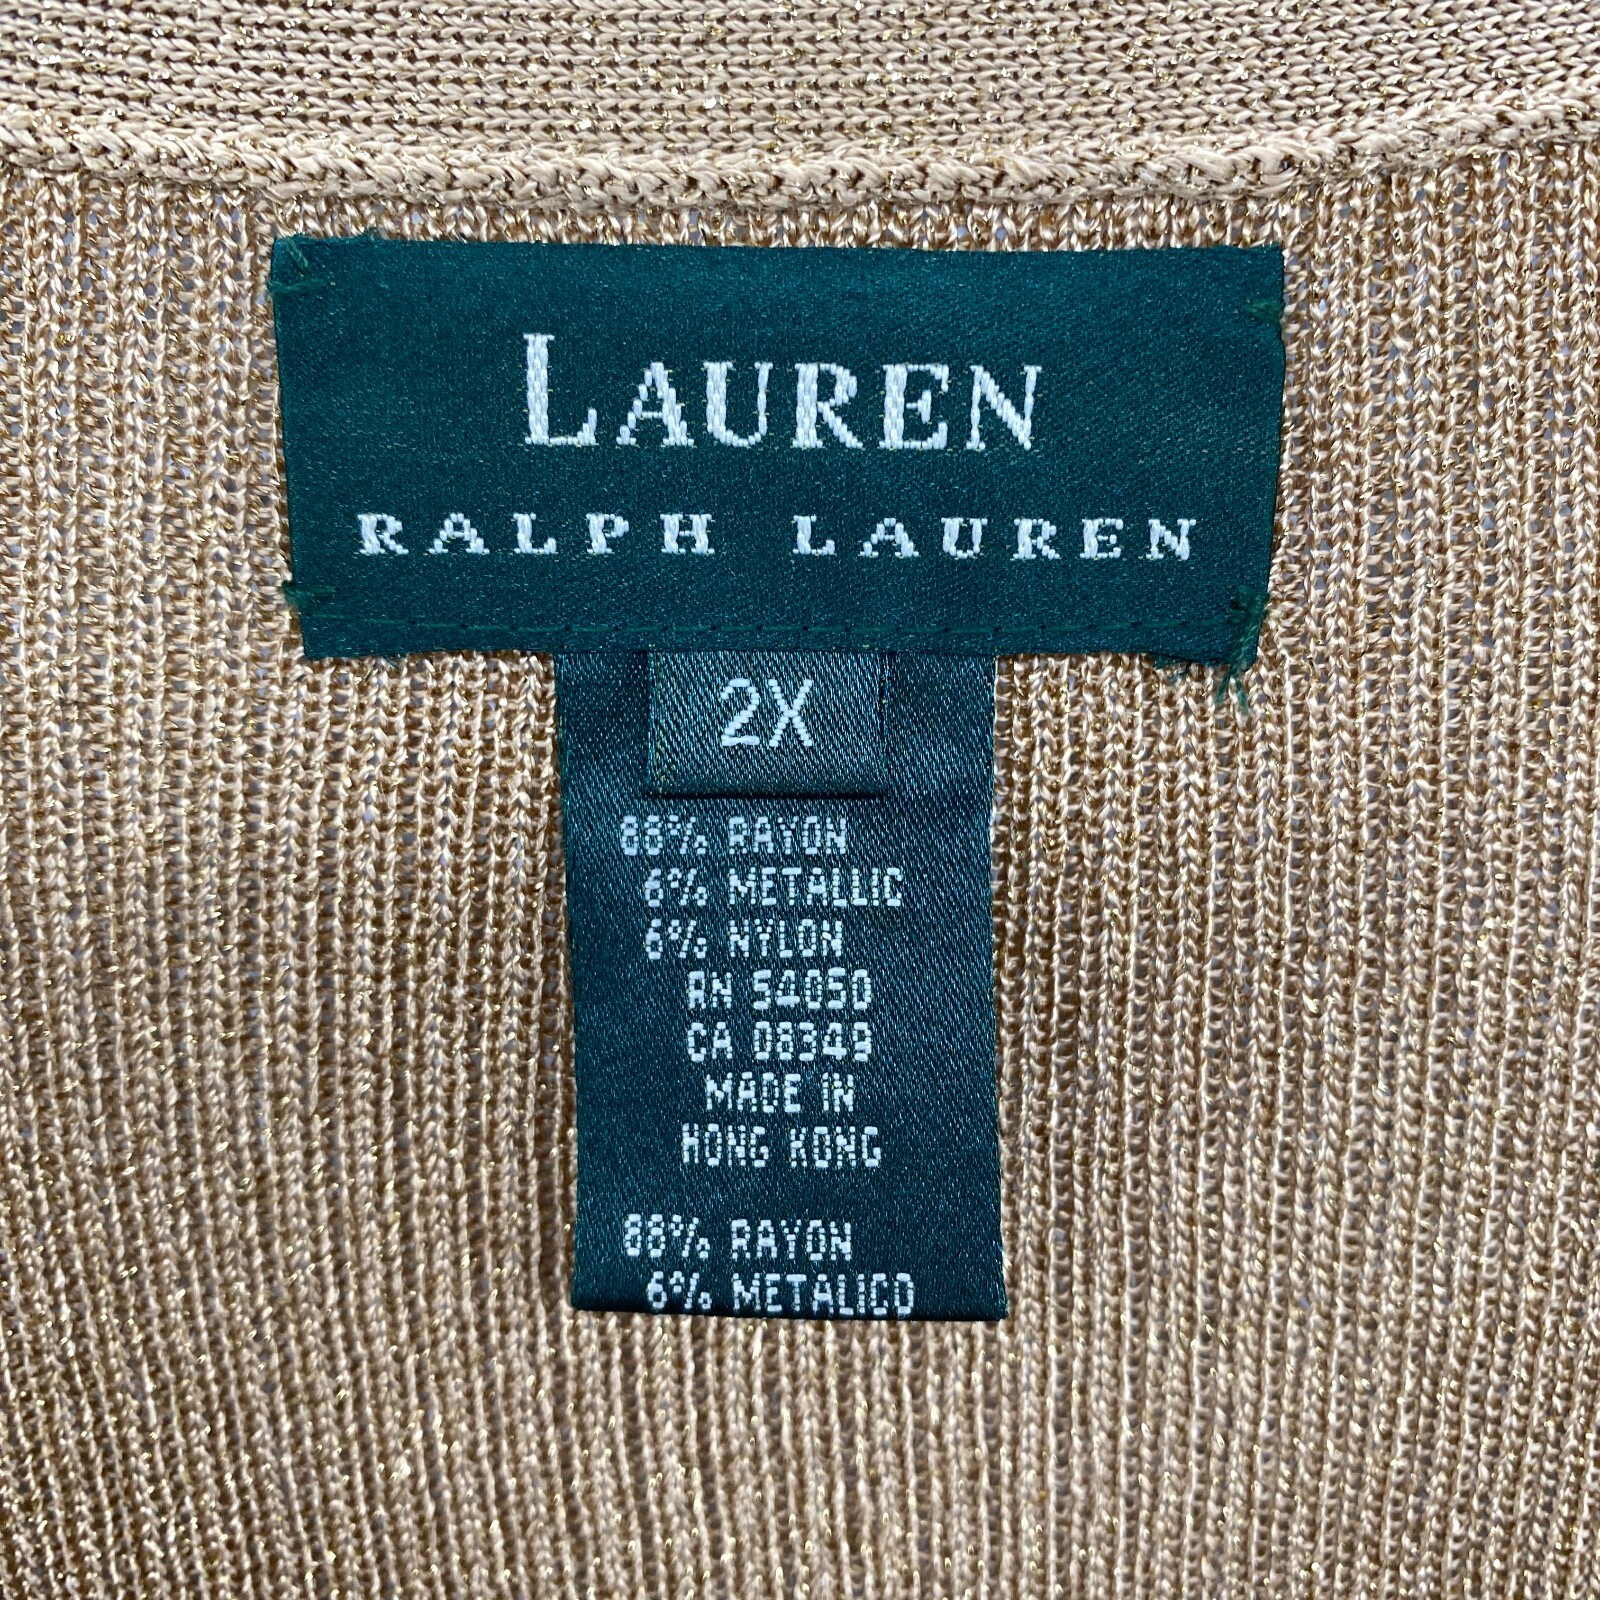 LAUREN
RALPH LAUREN
2X
88% RAYON
6% METALLIC
6% NYLON
RN 54050
CA 08349
MADE IN
HONG KONG
88% RAYON
6% METALICO